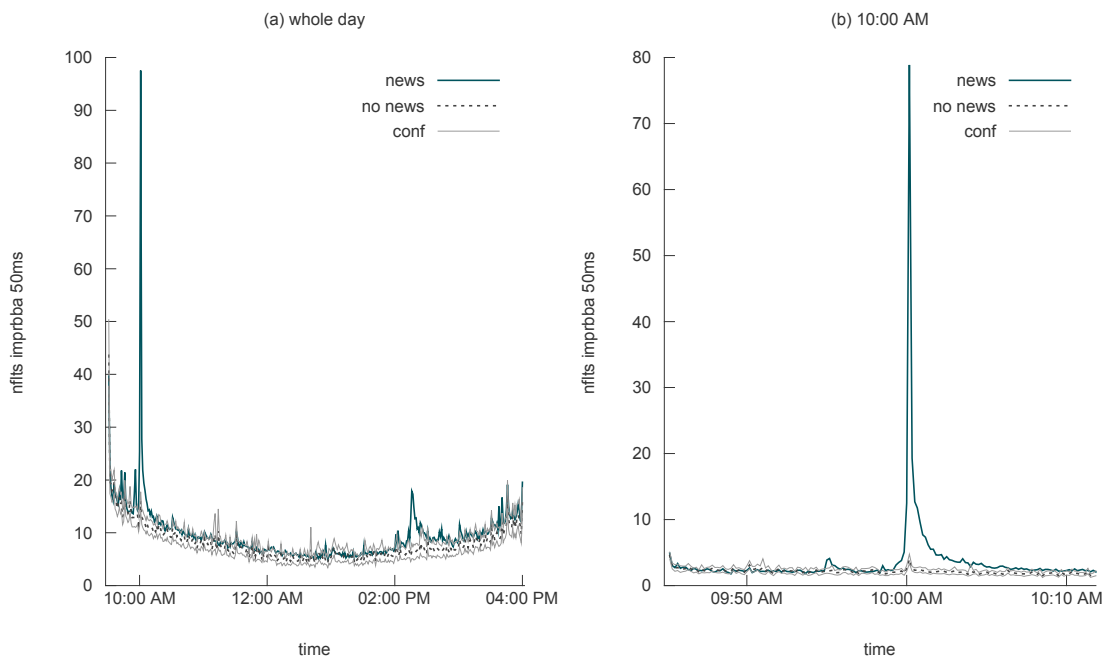 (a) whole day
100
90
80
70
60
50
40
30
20
10
0
nflts imprbba 50ms
news
no news
conf
10:00 AM
12:00 AM
02:00 PM
04:00 PM
time
(b) 10:00 AM
80
70
60
50
40
30
20
10
0
nflts imprbba 50ms
news
no news
conf
09:50 AM
10:00 AM
10:10 AM
time